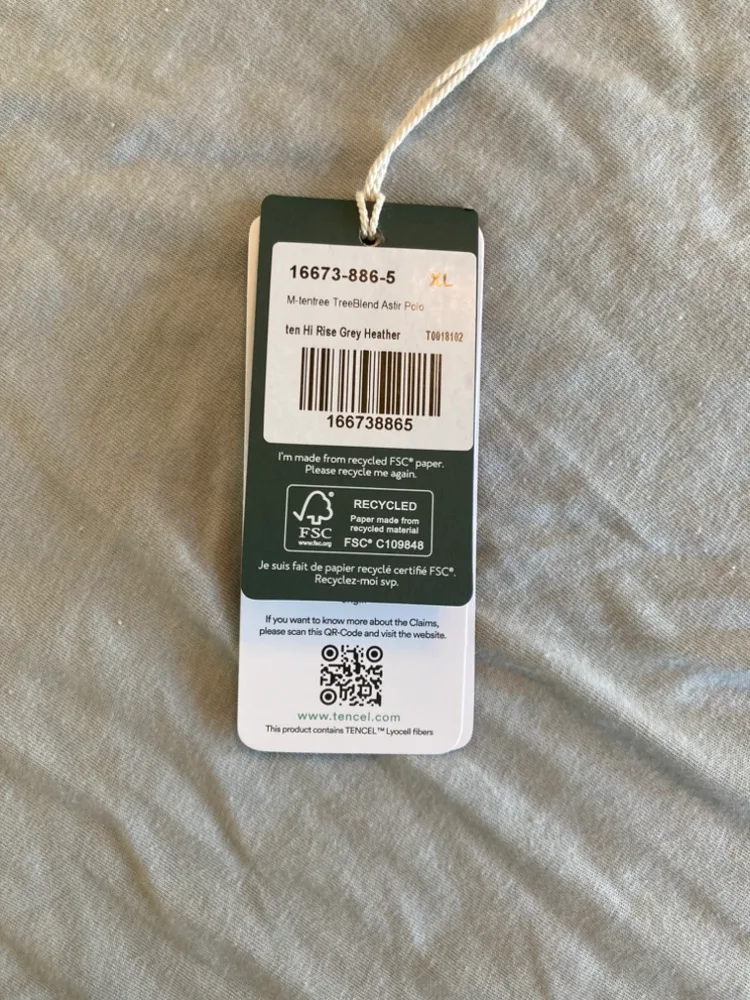 16673-886-5 XL
M-tentree TreeBlend Astir Polo
ten Hi Rise Grey Heather T0018102
166738865
I'm made from recycled FSC® paper.
Please recycle me again.
FSC
www.fsc.org
RECYCLED
Paper made from
recycled material
FSC® C109848
Je suis fait de papier recyclé certifié FSC®.
Recyclez-moi svp.
If you want to know more about the Claims,
please scan this QR-Code and visit the website.
www.tencel.com
This product contains TENCEL™ Lyocell fibers